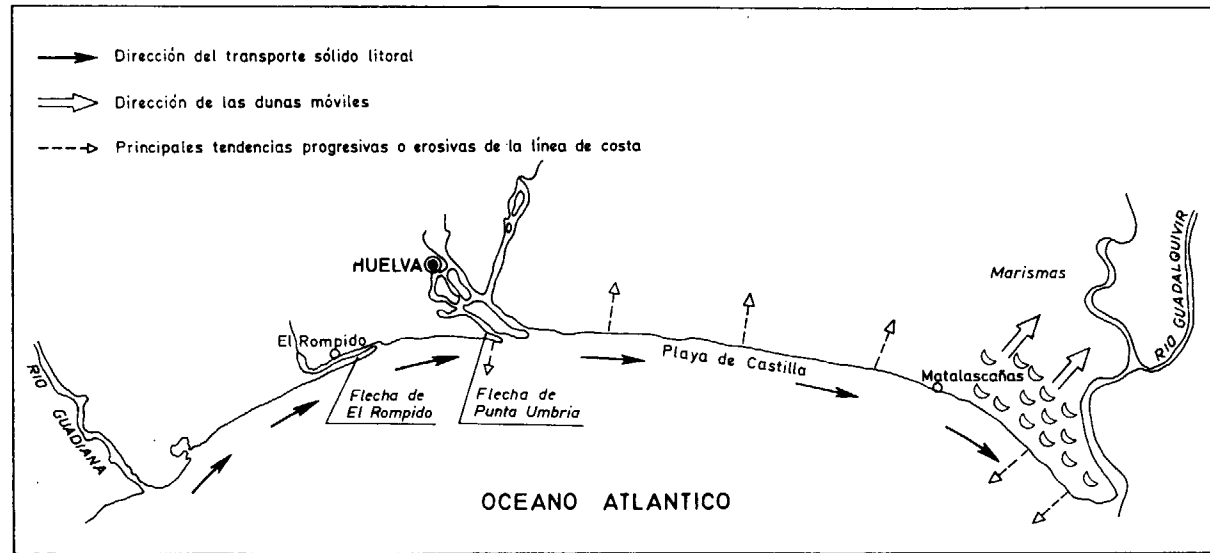 Dirección del transporte sólido litoral
Dirección de las dunas móviles
Principales tendencias progresivas o erosivas de la línea de costa
HUELVA
El Rompido
Flecha de
El Rompido
Flecha de
Punta Umbria
Playa de Castilla
Matalascañas
Marismas
RIO GUADALQUIVIR
RIO GUADIANA
OCEANO ATLANTICO